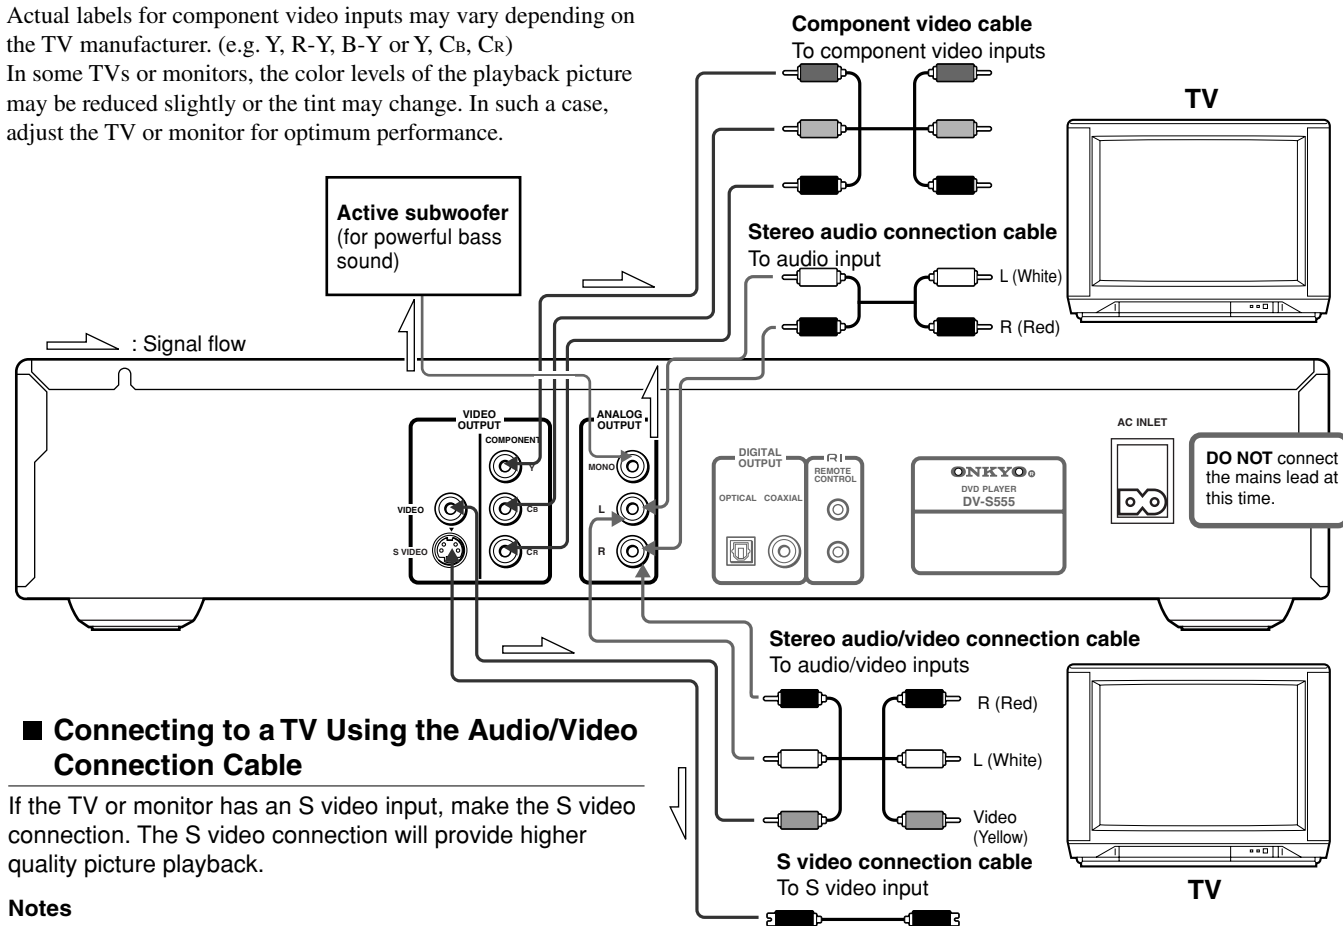 Actual labels for component video inputs may vary depending on
the TV manufacturer. (e.g. Y, R-Y, B-Y or Y, CB, CR)
In some TVs or monitors, the color levels of the playback picture
may be reduced slightly or the tint may change. In such a case,
adjust the TV or monitor for optimum performance.
Component video cable
To component video inputs
TV
Active subwoofer
(for powerful bass
sound)
Stereo audio connection cable
To audio input
L (White)
R (Red)
: Signal flow
VIDEO
OUTPUT
COMPONENT
Y
CB
CR
VIDEO
S VIDEO
ANALOG
OUTPUT
MONO
L
R
DIGITAL
OUTPUT
OPTICAL COAXIAL
RI
REMOTE
CONTROL
ONKYO
DVD PLAYER
DV-S555
AC INLET
DO NOT connect
the mains lead at
this time.
Stereo audio/video connection cable
To audio/video inputs
R (Red)
L (White)
Video
(Yellow)
S video connection cable
To S video input
TV
■ Connecting to a TV Using the Audio/Video
Connection Cable
If the TV or monitor has an S video input, make the S video
connection. The S video connection will provide higher
quality picture playback.
Notes